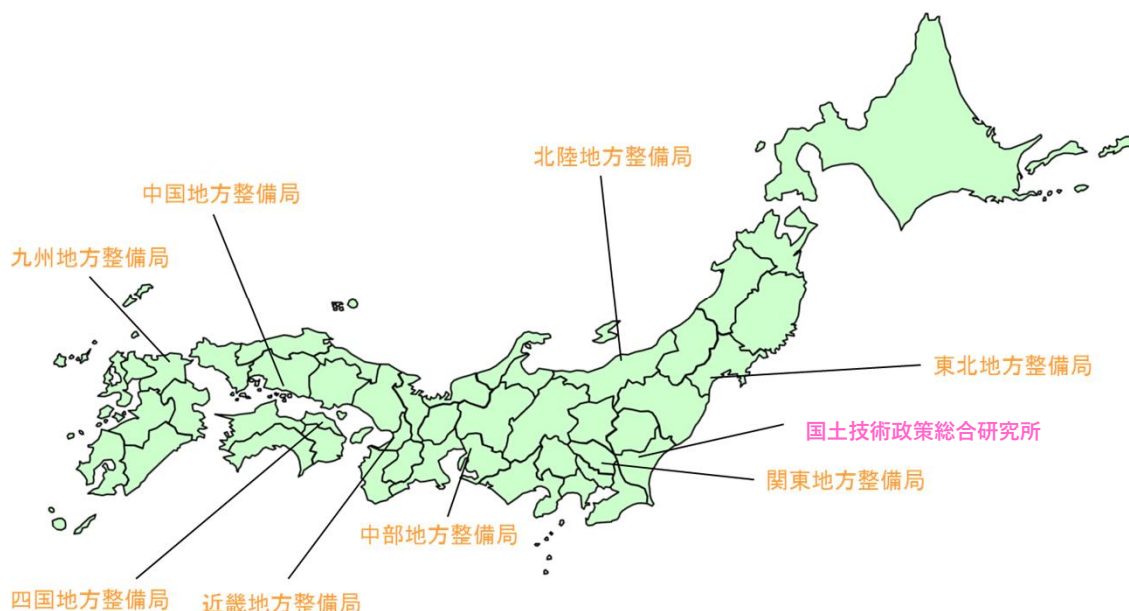 北陸地方整備局
中国地方整備局
九州地方整備局
東北地方整備局
国土技術政策総合研究所
関東地方整備局
中部地方整備局
四国地方整備局
近畿地方整備局